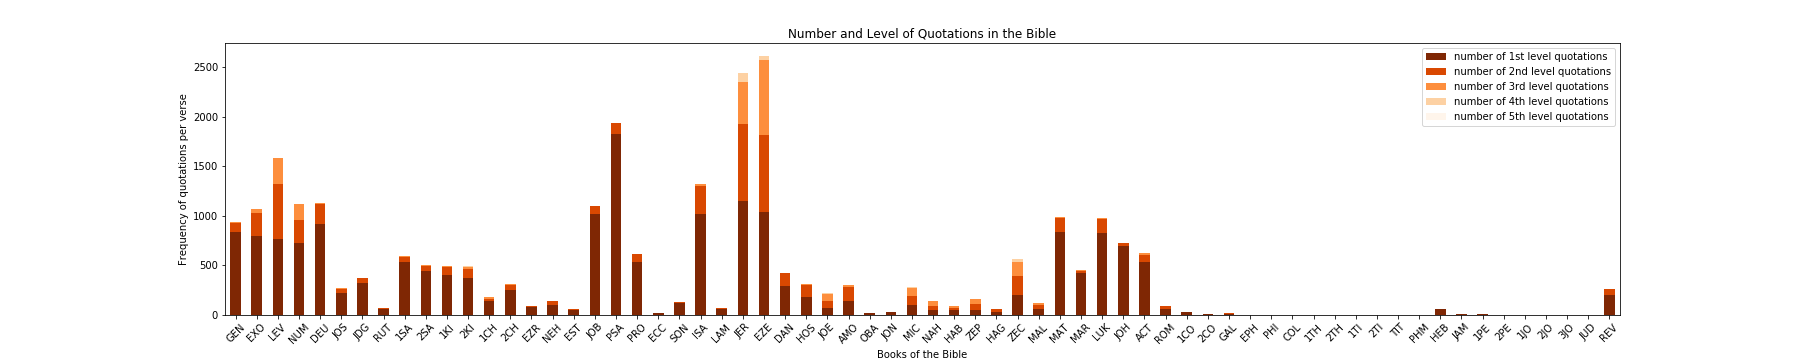 Number and Level of Quotations in the Bible
number of 1st level quotations
number of 2nd level quotations
number of 3rd level quotations
number of 4th level quotations
number of 5th level quotations
Frequency of quotations per verse
2500
2000
1500
1000
500
0
GEN EXO LEV NUM DEU JOS JDG RUT 1SA 2SA 1KI 2KI 1CH 2CH EZR NEH EST JOB PSA PRO ECC SON ISA LAM JER EZE DAN HOS JOE AMO OBA JON MIC NAH HAB ZEP HAG ZEC MAL MAT MAR LUK JOH ACT ROM 1CO 2CO GAL EPH PHI COL 1TH 2TH 1TI 2TI TIT PHM HEB JAM 1PE 2PE 1JO 2JO 3JO JUD REV
Books of the Bible